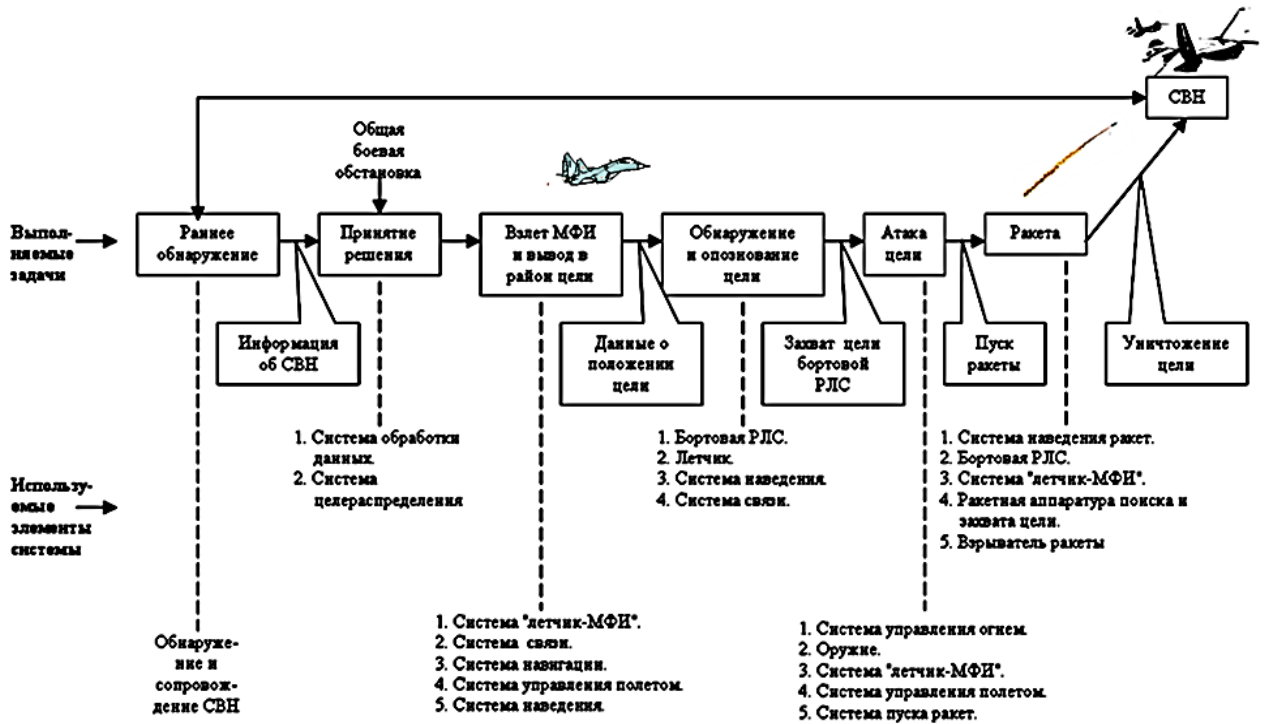 СВН
Общая
боевая
обстановка
Выпол-
няемые
задачи
Раннее
обнаружение
Принятие
решения
Взлет МФИ
и вывод в
район цели
Обнаружение
и опознование
цели
Атака
цели
Ракета
Информация
об СВН
Данные о
положении
цели
Захват цели
бортовой
РЛС
Пуск
ракеты
Уничтожение
цели
Использу-
емые
элементы
системы
Обнаруже-
ние и
сопровож-
дение СВН
1. Система обработки
данных.
2. Система
целераспределения
1. Система "летчик-МФИ".
2. Система связи.
3. Система навигации.
4. Система управления полетом.
5. Система наведения.
1. Бортовая РЛС.
2. Летчик.
3. Система наведения.
4. Система связи.
1. Система управления огнем.
2. Оружие.
3. Система "летчик-МФИ".
4. Система управления полетом.
5. Система пуска ракет.
1. Система наведения ракет.
2. Бортовая РЛС.
3. Система "летчик-МФИ".
4. Ракетная аппаратура поиска и
захвата цели.
5. Взрыватель ракеты